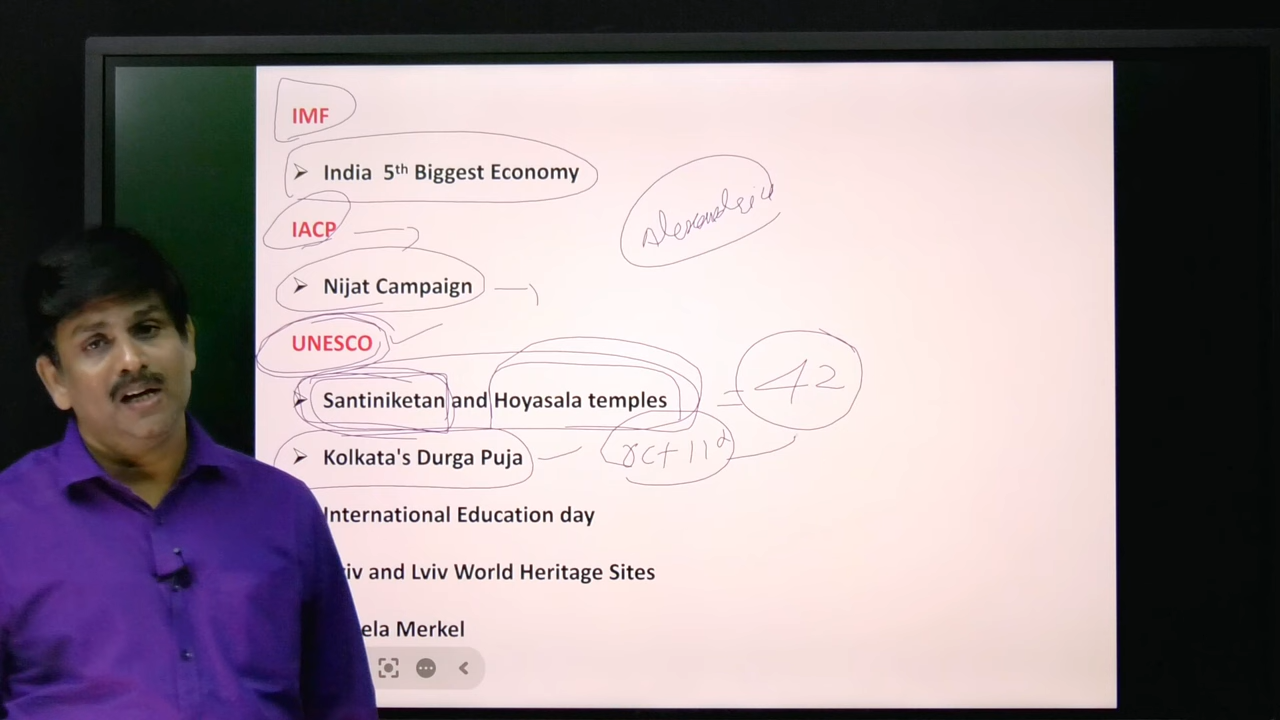 IMF
➢ India 5th Biggest Economy
IACP
➢ Nijat Campaign
UNESCO
➢ Santiniketan and Hoyasala temples = 42
➢ Kolkata's Durga Puja
International Education day
iv and Lviv World Heritage Sites
ela Merkel